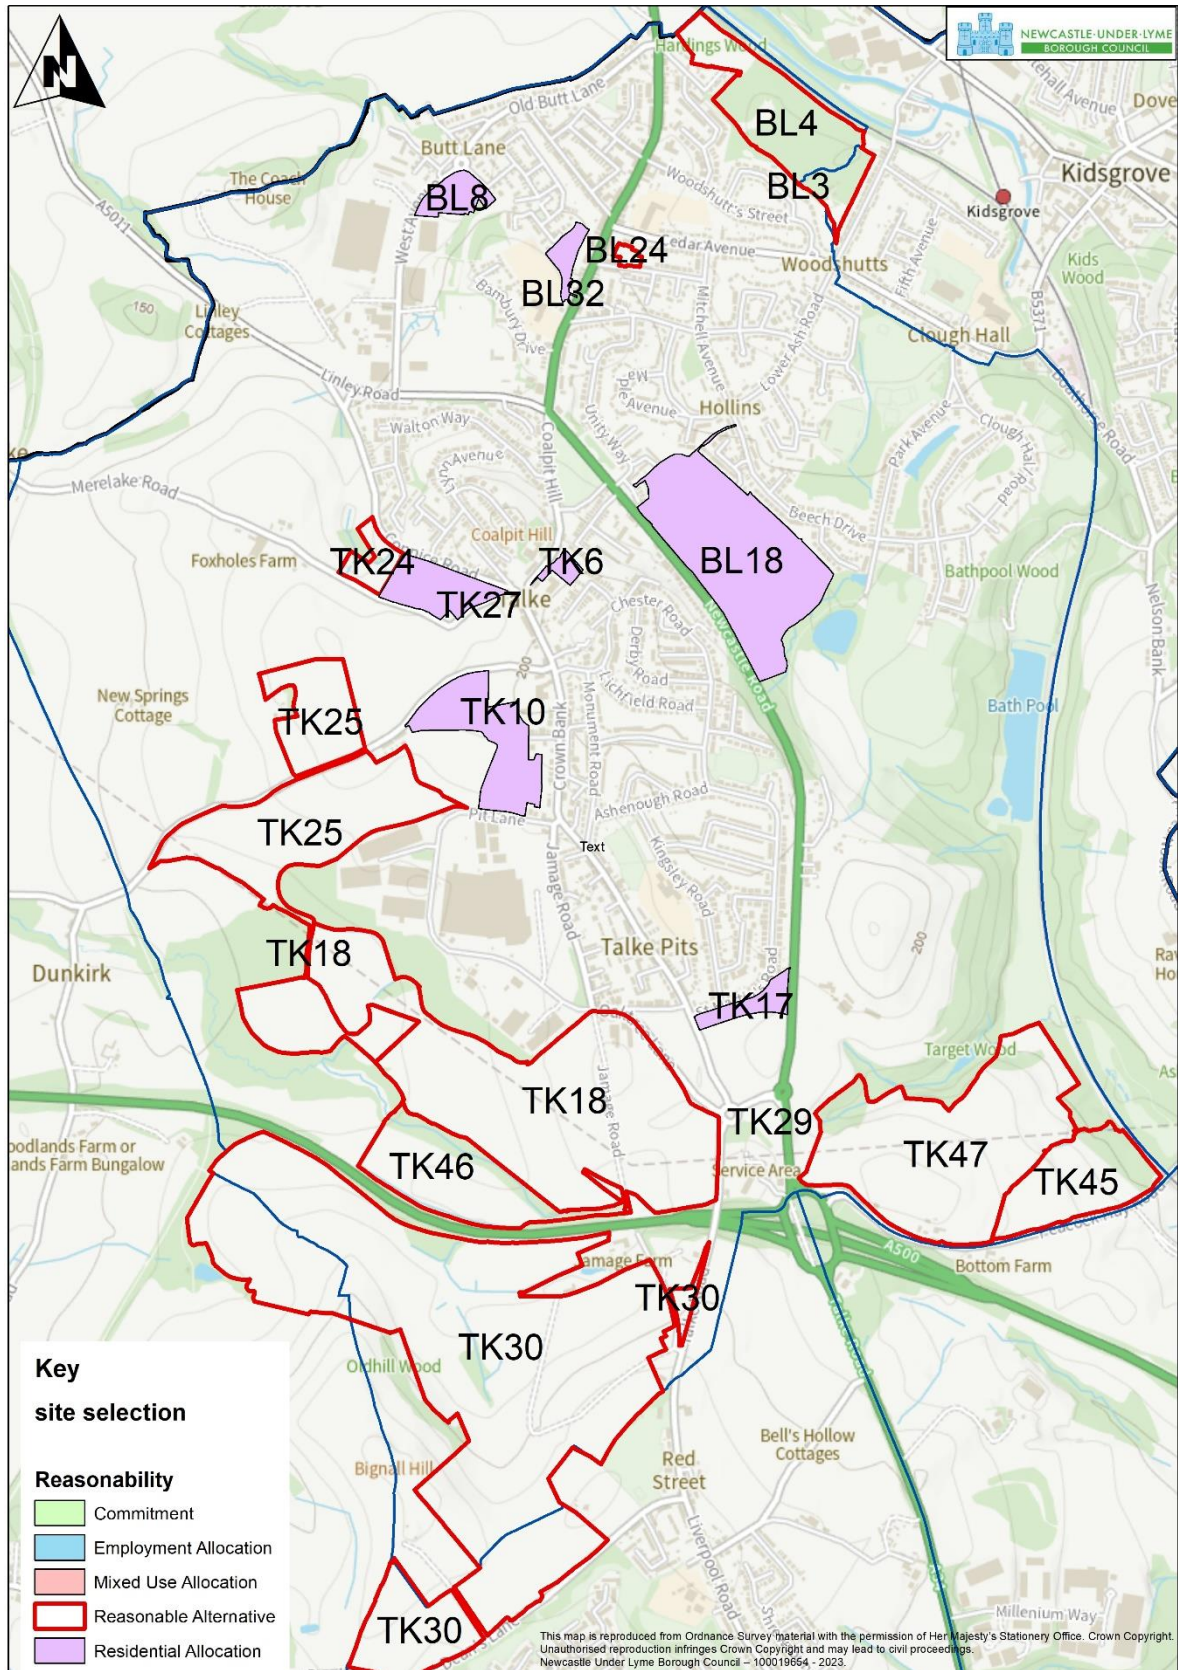 N
NEWCASTLE·UNDER·LYME
BOROUGH COUNCIL
Hardings Wood
Old Butt Lane
BL4
Butt Lane
The Coach
House
A5011
BL8
Woodshutt's Street
BL3
Kidsgrove
Kidsgrove
BL24
Cedar Avenue
Woodshutts
Fifth Avenue
Kids
Wood
B5371
BL32
Bambury Drive
150
Linley
Cottages
Mitchell Avenue
Lower Ash Road
Clough Hall
Linley Road
Hollins
Walton Way
Unity Way
Coalpit Hill
Park Avenue
Clough Hall Road
Merelake Road
Beech Drive
Foxholes Farm
Coalpit Hill
TK24
TK6
BL18
Bathpool Wood
TK27
Talke
Chester Road
Derby Road
Lichfield Road
Newcastle Road
Nelson Bank
200
New Springs
Cottage
TK10
TK25
Monument Road
Crown Bank
Bath Pool
Pit Lane
Ashenough Road
TK25
Text
Jamage Road
Kingsley Road
200
Talke Pits
Dunkirk
TK18
TK17
Target Wood
TK18
Jamage Road
TK29
TK47
TK46
Service Area
TK45
A500
Bottom Farm
Jamage Farm
TK30
TK30
Oldhill Wood
Bell's Hollow
Cottages
Bignall Hill
Red
Street
Liverpool Road
Millenium Way
TK30
Key
site selection
Reasonability
Commitment
Employment Allocation
Mixed Use Allocation
Reasonable Alternative
Residential Allocation
This map is reproduced from Ordnance Survey material with the permission of Her Majesty's Stationery Office. Crown Copyright.
Unauthorised reproduction infringes Crown Copyright and may lead to civil proceedings.
Newcastle Under Lyme Borough Council – 100019654 - 2023.